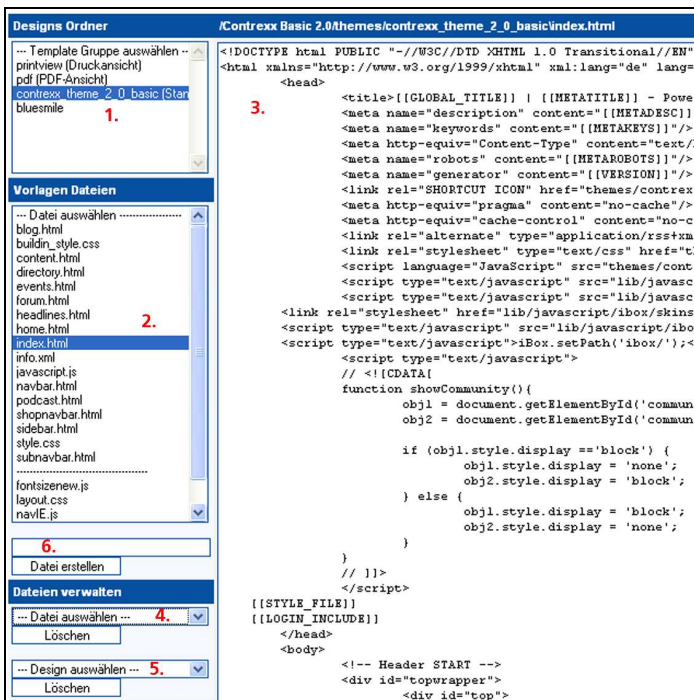 Designs Ordner
--- Template Gruppe auswählen --
printview (Druckansicht)
pdf (PDF-Ansicht)
contrexx_theme_2_0_basic (Stan
bluesmile
1.
Vorlagen Dateien
--- Datei auswählen ------------------
blog.html
buildin_style.css
content.html
directory.html
events.html
forum.html
headlines.html
home.html
2.
index.html
info.xml
javascript.js
navbar.html
podcast.html
shopnavbar.html
sidebar.html
style.css
subnavbar.html
---------------------------------------
fontsizenew.js
layout.css
navIE.js
6.
Datei erstellen
Dateien verwalten
--- Datei auswählen --- 4.
Löschen
--- Design auswählen --- 5.
Löschen
/Contrexx Basic 2.0/themes/contrexx_theme_2_0_basic/index.html
<!DOCTYPE html PUBLIC "-//W3C//DTD XHTML 1.0 Transitional//EN"
<html xmlns="http://www.w3.org/1999/xhtml" xml:lang="de" lang=
<head>
3.
<title>[[GLOBAL_TITLE]] | [[METATITLE]] - Powe
<meta name="description" content="[[METADESC]]
<meta name="keywords" content="[[METAKEYS]]"/>
<meta http-equiv="Content-Type" content="text/
<meta name="robots" content="[[METAROBOTS]]"/>
<meta name="generator" content="[[VERSION]]"/>
<link rel="SHORTCUT ICON" href="themes/contrex
<meta http-equiv="pragma" content="no-cache"/>
<meta http-equiv="cache-control" content="no-c
<link rel="alternate" type="application/rss+xm
<link rel="stylesheet" type="text/css" href="t
<script language="JavaScript" src="themes/cont
<script type="text/javascript" src="lib/javasc
<script type="text/javascript" src="lib/javasc
<link rel="stylesheet" href="lib/javascript/ibox/skins
<script type="text/javascript" src="lib/javascript/ibo
<script type="text/javascript">iBox.setPath('ibox/');<
<script type="text/javascript">
// <![CDATA[
function showCommunity(){
obj1 = document.getElementById('commun
obj2 = document.getElementById('commun
if (obj1.style.display =='block') {
obj1.style.display = 'none';
obj2.style.display = 'block';
} else {
obj1.style.display = 'block';
obj2.style.display = 'none';
}
}
// ]]>
</script>
[[STYLE_FILE]]
[[LOGIN_INCLUDE]]
</head>
<body>
<!-- Header START -->
<div id="topwrapper">
<div id="top">